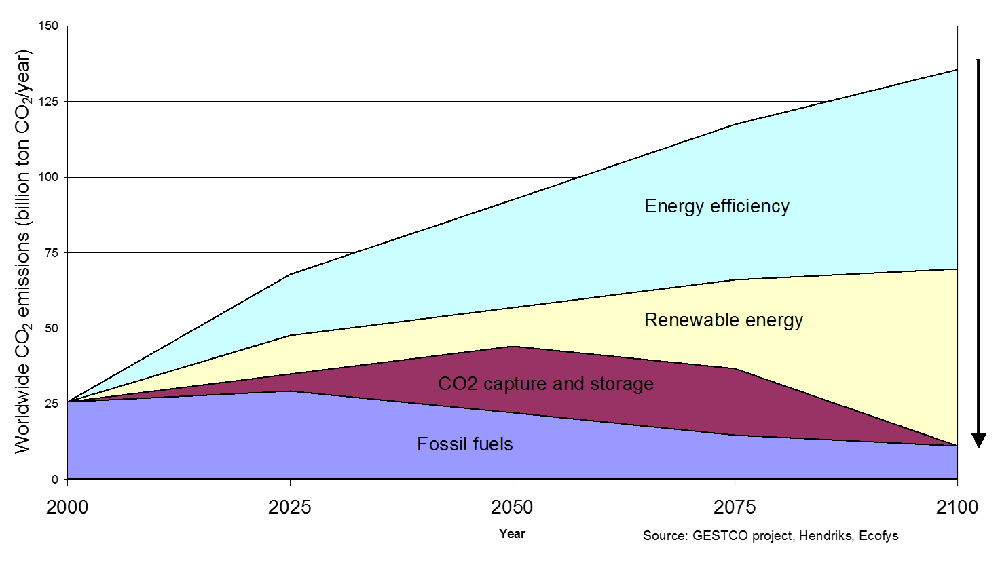 Worldwide CO2 emissions (billion ton CO2/year)
150
125
100
75
50
25
0
Energy efficiency
Renewable energy
CO2 capture and storage
Fossil fuels
2000 2025 2050 2075 2100
Year
Source: GESTCO project, Hendriks, Ecofys